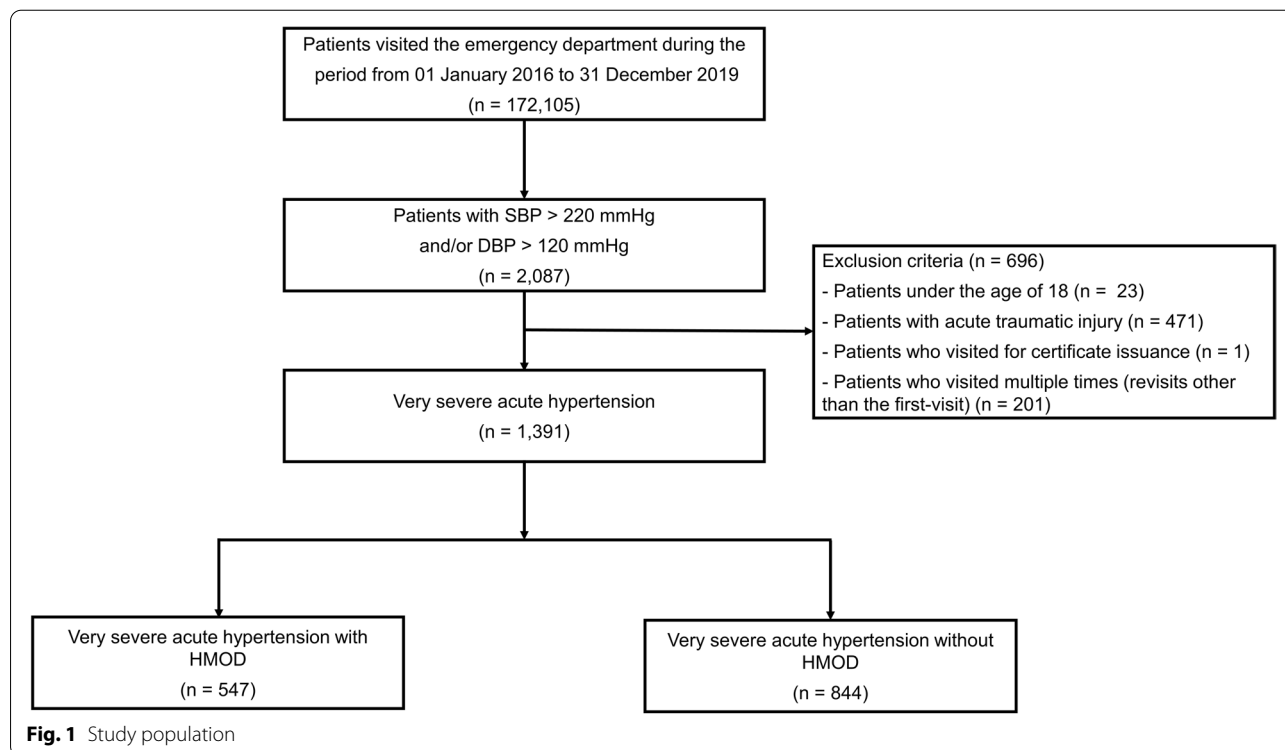 Patients visited the emergency department during the
period from 01 January 2016 to 31 December 2019
(n = 172,105)
Patients with SBP > 220 mmHg
and/or DBP > 120 mmHg
(n = 2,087)
Exclusion criteria (n = 696)
- Patients under the age of 18 (n = 23)
- Patients with acute traumatic injury (n = 471)
- Patients who visited for certificate issuance (n = 1)
- Patients who visited multiple times (revisits other
than the first-visit) (n = 201)
Very severe acute hypertension
(n = 1,391)
Very severe acute hypertension with
HMOD
(n = 547)
Very severe acute hypertension without
HMOD
(n = 844)
Fig. 1 Study population